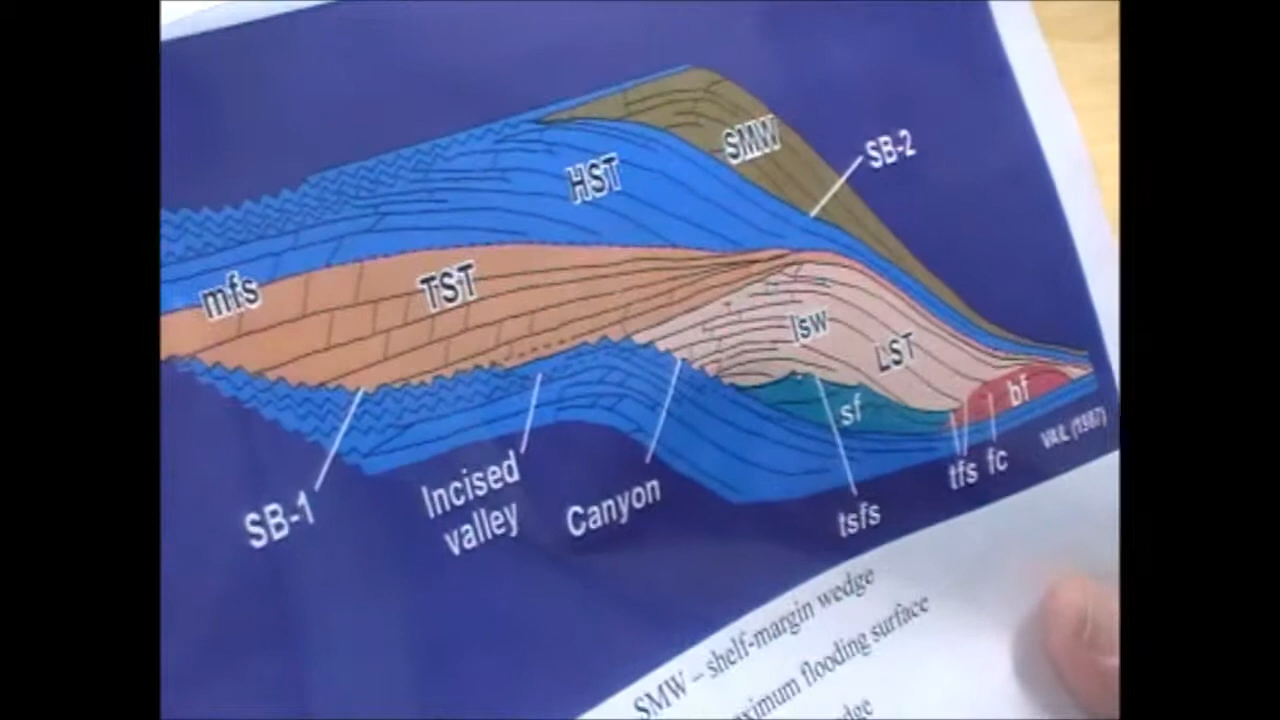 SMW
SB-2
HST
mfs
TST
lsw
LST
sf
bf
VAIL (1987)
SB-1
Incised
valley
Canyon
tsfs
tfs
fc
SMW – shelf-margin wedge
flooding surface